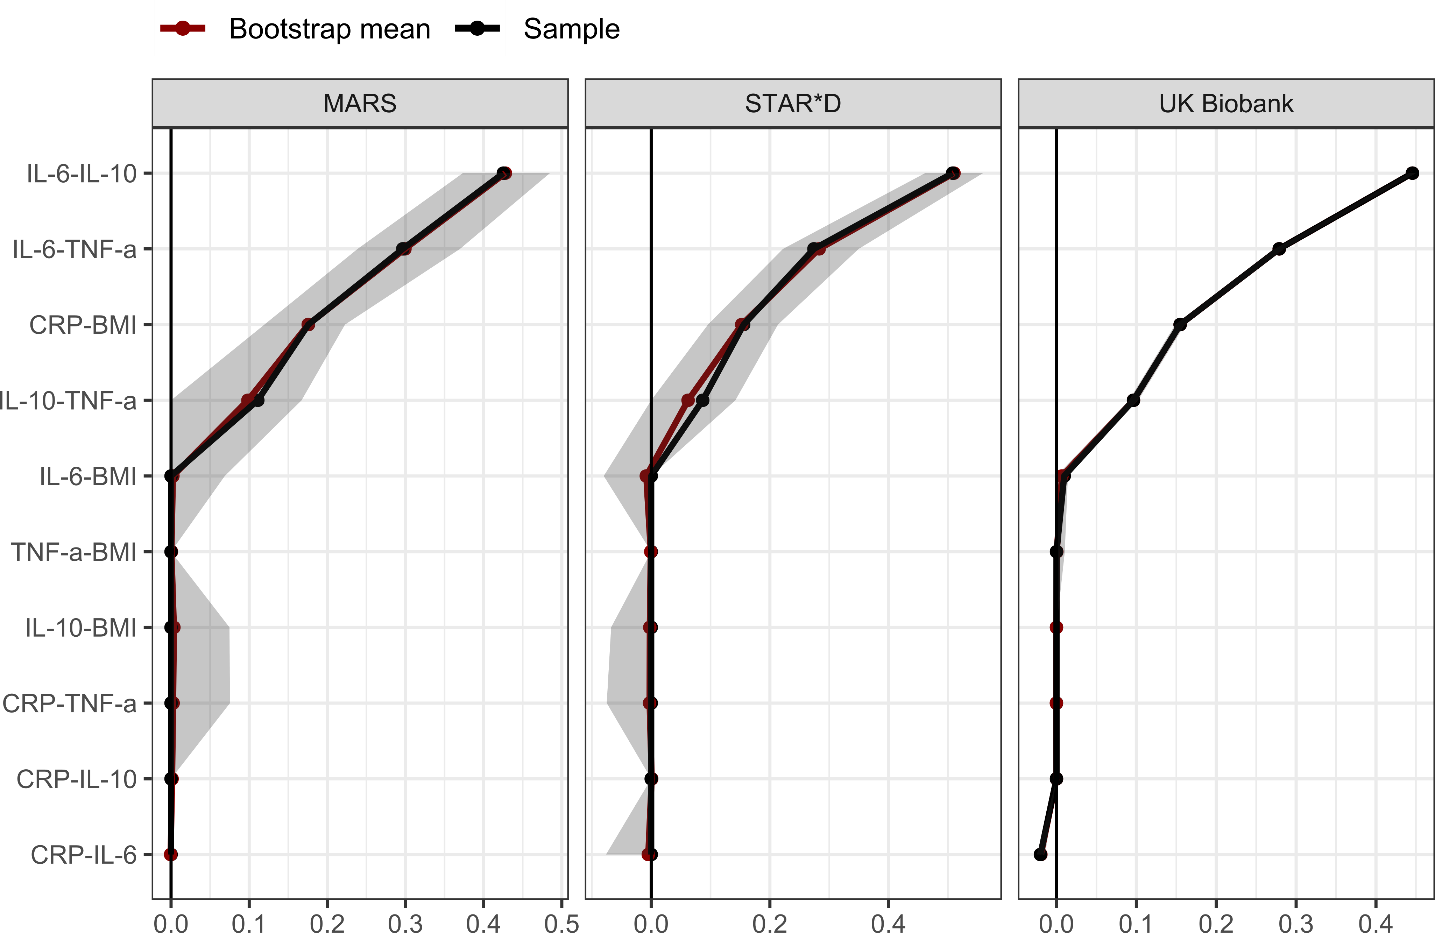 Bootstrap mean Sample
MARS STAR*D UK Biobank
IL-6-IL-10
IL-6-TNF-a
CRP-BMI
IL-10-TNF-a
IL-6-BMI
TNF-a-BMI
IL-10-BMI
CRP-TNF-a
CRP-IL-10
CRP-IL-6
0.0 0.1 0.2 0.3 0.4 0.5 0.0 0.2 0.4 0.0 0.1 0.2 0.3 0.4